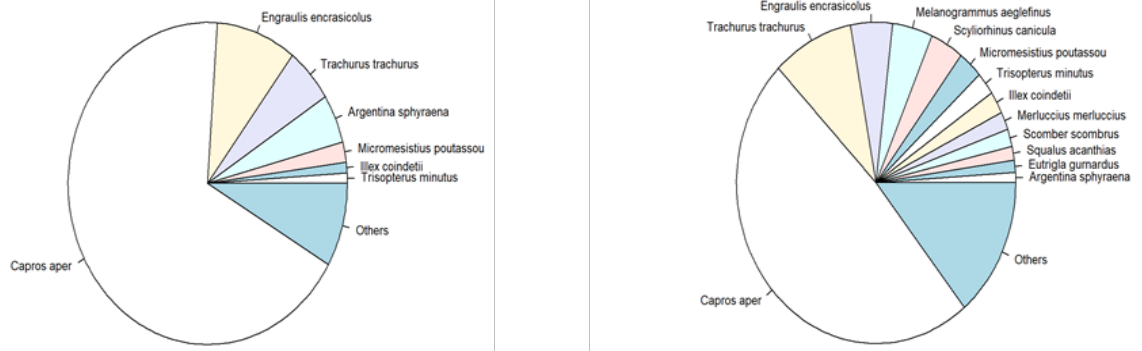 Engraulis encrasicolus
Trachurus trachurus
Argentina sphyraena
Micromesistius poutassou
Illex coindetii
Trisopterus minutus
Others
Capros aper
Engraulis encrasicolus
Melanogrammus aeglefinus
Trachurus trachurus
Scyliorhinus canicula
Micromesistius poutassou
Trisopterus minutus
Illex coindetii
Merluccius merluccius
Scomber scombrus
Squalus acanthias
Eutrigla gurnardus
Argentina sphyraena
Others
Capros aper